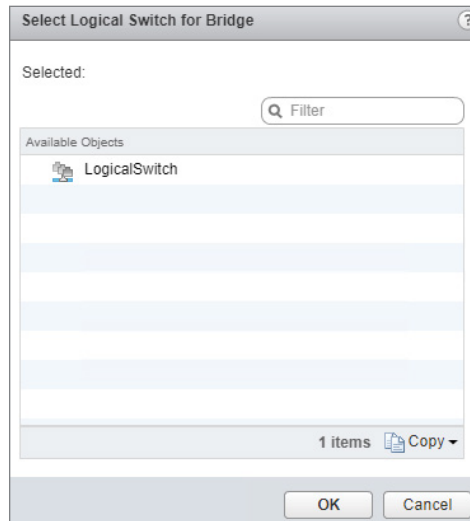 Select Logical Switch for Bridge ?
Selected:
Filter
Available Objects
LogicalSwitch
1 items Copy
OK Cancel